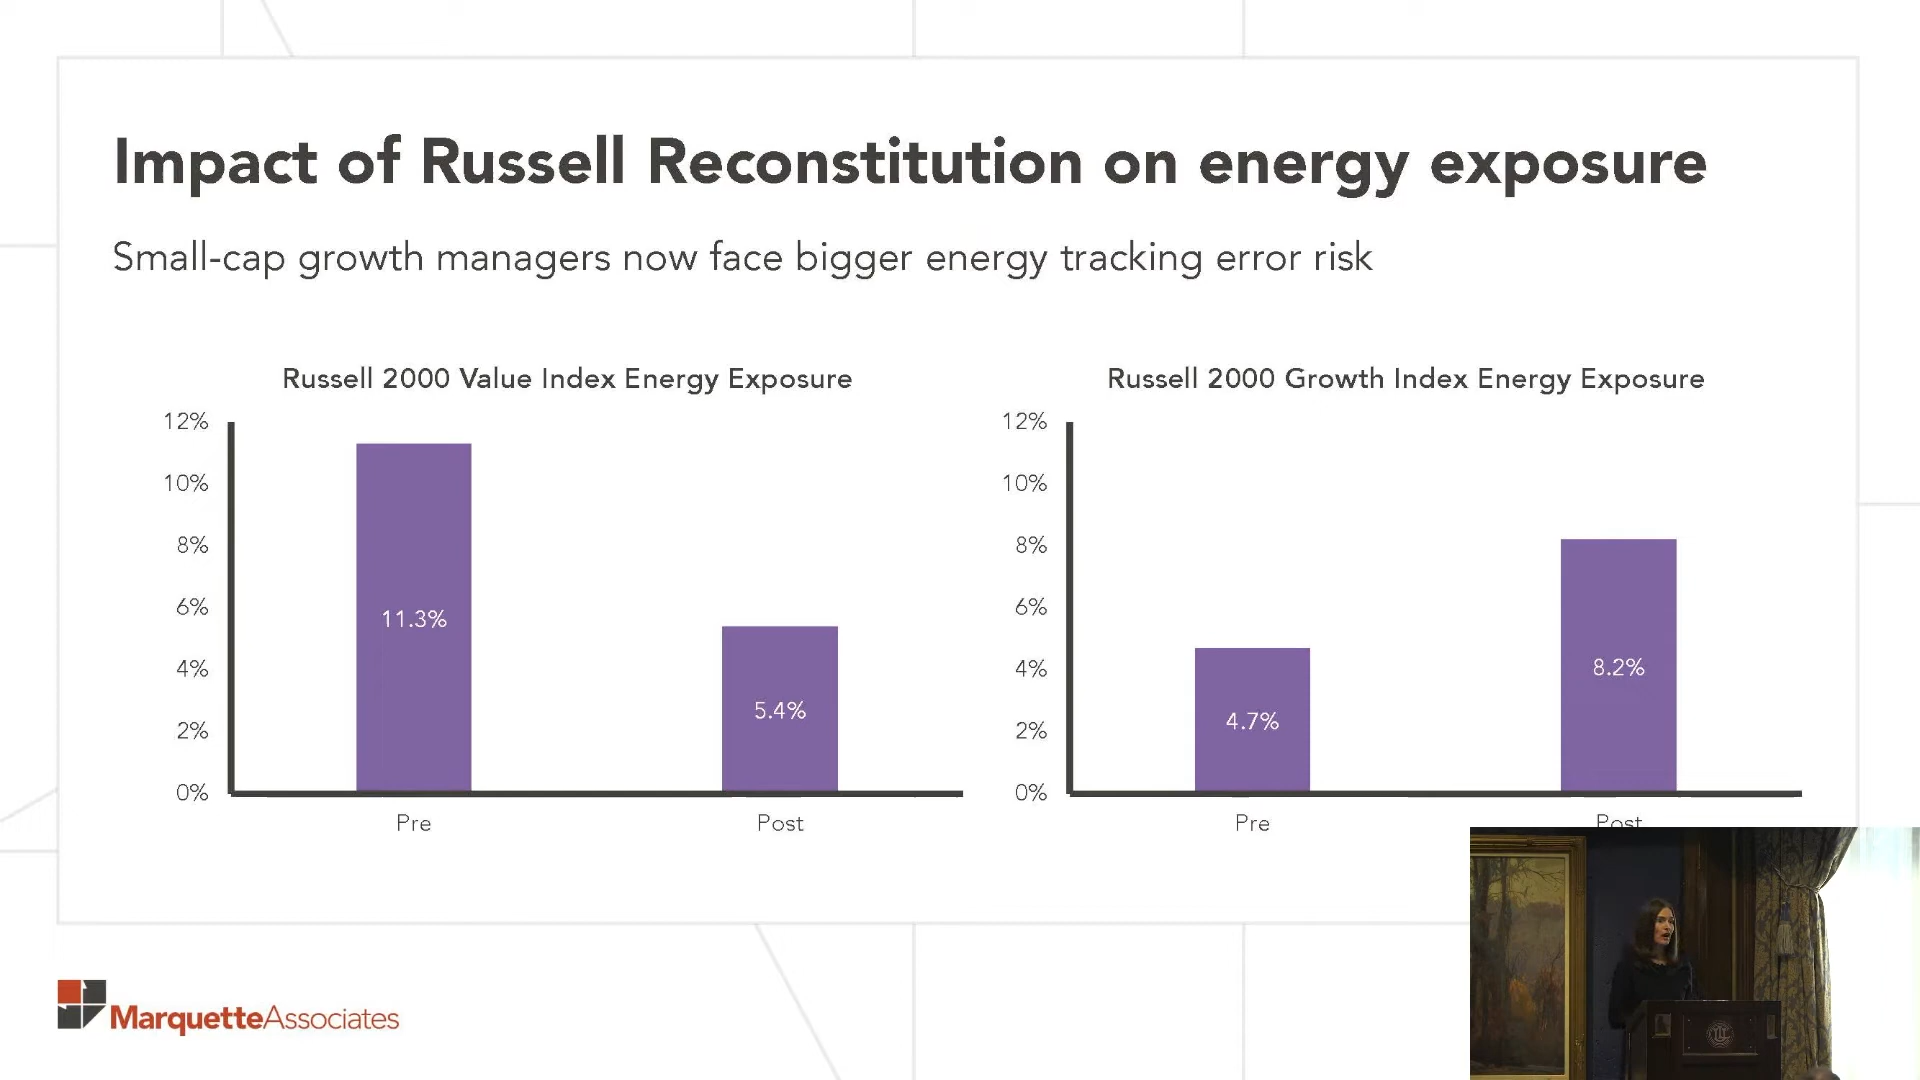 Impact of Russell Reconstitution on energy exposure
Small-cap growth managers now face bigger energy tracking error risk
Russell 2000 Value Index Energy Exposure
12%
10%
8%
6%
4%
2%
0%
11.3%
5.4%
Pre
Post
Russell 2000 Growth Index Energy Exposure
12%
10%
8%
6%
4%
2%
0%
4.7%
8.2%
Pre
Post
MarquetteAssociates